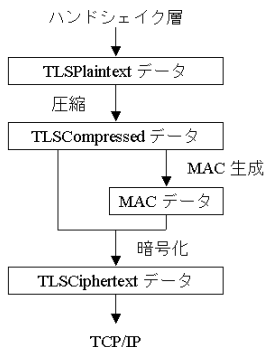 ハンドシェイク層
TLSPlaintext データ
圧縮
TLSCompressed データ
MAC 生成
MAC データ
暗号化
TLSCiphertext データ
TCP/IP